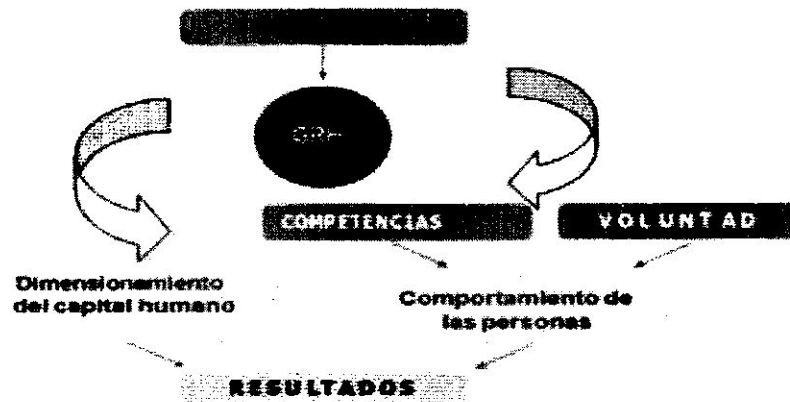 GRH
COMPETENCIAS
VOLUNTAD
Dimensionamiento
del capital humano
Comportamiento de
las personas
RESULTADOS